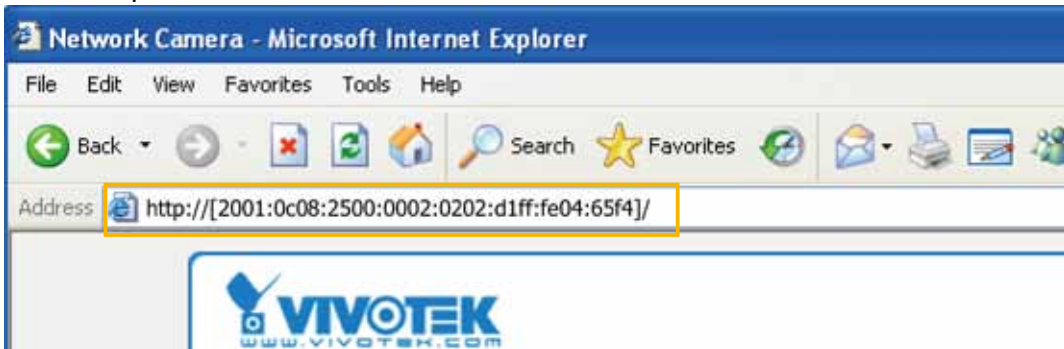 Network Camera - Microsoft Internet Explorer
File Edit View Favorites Tools Help
Back Search Favorites
Address http://[2001:0c08:2500:0002:0202:d1ff:fe04:65f4]/
VIVOTEK
WWW.VIVOTEK.COM